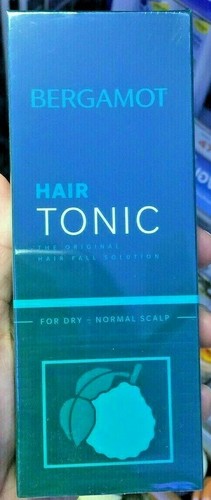 BERGAMOT
HAIR
TONIC
THE ORIGINAL
HAIR FALL SOLUTION
FOR DRY - NORMAL SCALP